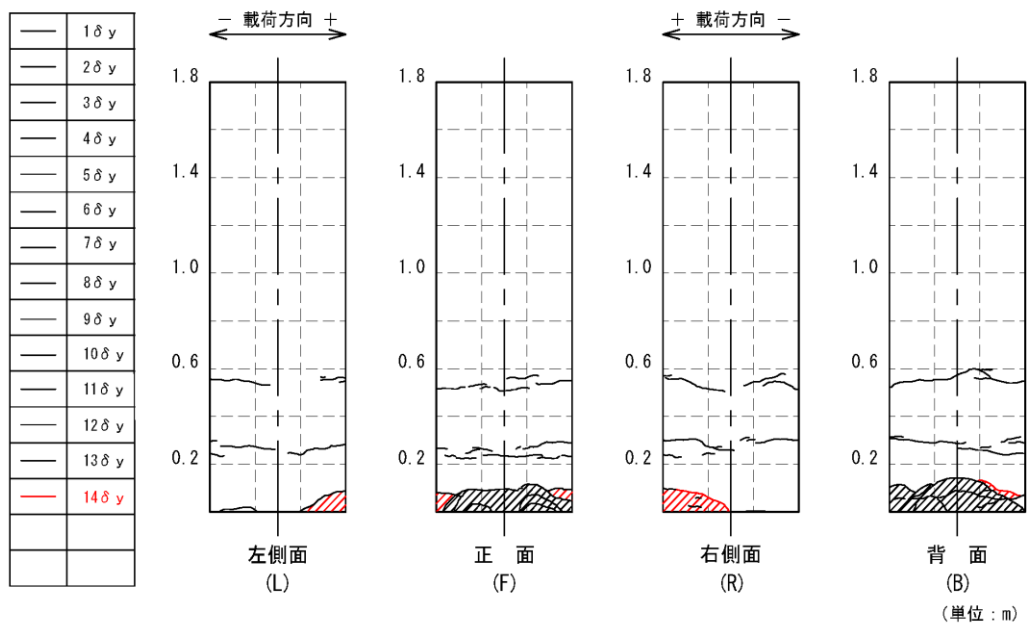 1δy
2δy
3δy
4δy
5δy
6δy
7δy
8δy
9δy
10δy
11δy
12δy
13δy
14δy
− 載荷方向 +
+ 載荷方向 −
1.8 1.8 1.8 1.8
1.4 1.4 1.4 1.4
1.0 1.0 1.0 1.0
0.6 0.6 0.6 0.6
0.2 0.2 0.2 0.2
左側面 正 面 右側面 背 面
(L) (F) (R) (B)
(単位:m)